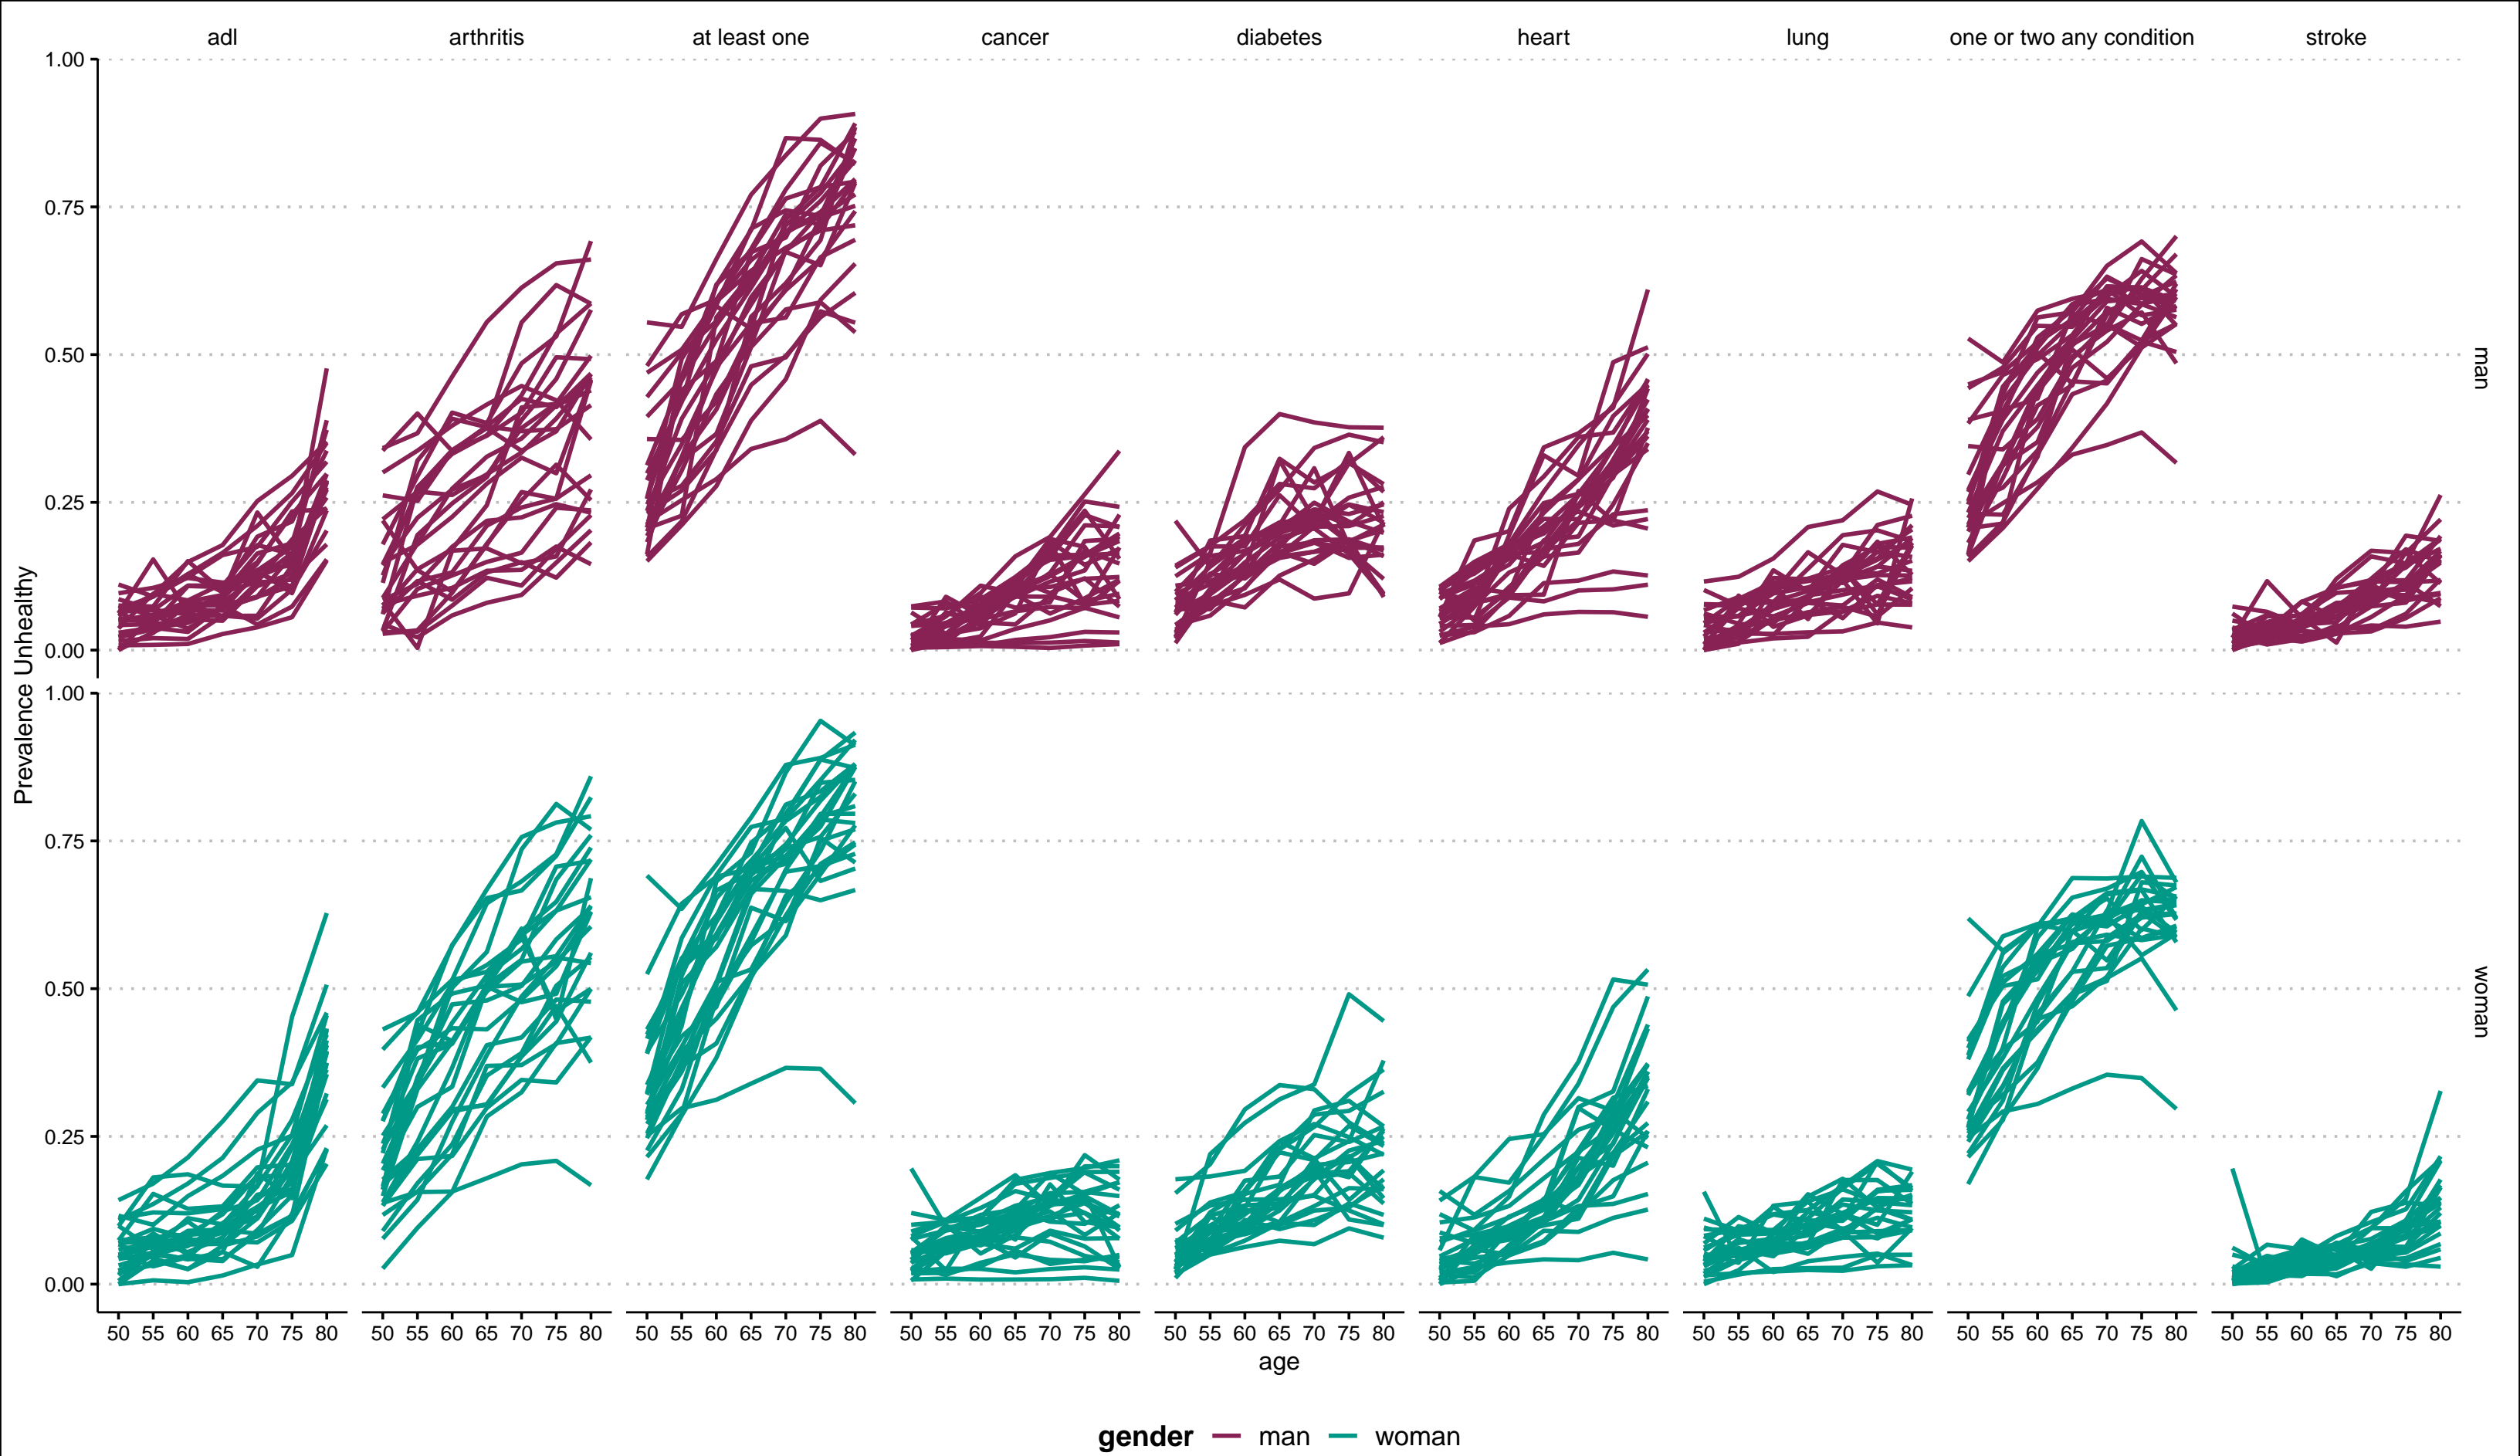 adl arthritis at least one cancer diabetes heart lung one or two any condition stroke
1.00
0.75
0.50
0.25
0.00
man
Prevalence Unhealthy
1.00
0.75
0.50
0.25
0.00
woman
50 55 60 65 70 75 80 50 55 60 65 70 75 80 50 55 60 65 70 75 80 50 55 60 65 70 75 80 50 55 60 65 70 75 80 50 55 60 65 70 75 80 50 55 60 65 70 75 80 50 55 60 65 70 75 80 50 55 60 65 70 75 80
age
gender man woman